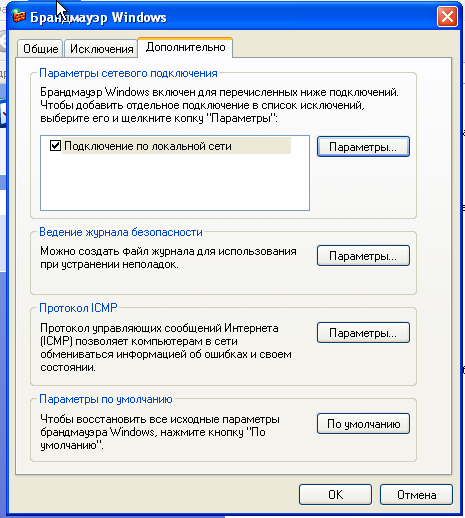 Брандмауэр Windows
Общие Исключения Дополнительно
Параметры сетевого подключения
Брандмауэр Windows включен для перечисленных ниже подключений.
Чтобы добавить отдельное подключение в список исключений,
выберите его и щелкните копку "Параметры":
Подключение по локальной сети
Параметры...
Ведение журнала безопасности
Можно создать файл журнала для использования
при устранении неполадок.
Параметры...
Протокол ICMP
Протокол управляющих сообщений Интернета
(ICMP) позволяет компьютерам в сети
обмениваться информацией об ошибках и своем
состоянии.
Параметры...
Параметры по умолчанию
Чтобы восстановить все исходные параметры
брандмауэра Windows, нажмите кнопку "По
умолчанию".
По умолчанию
ОК Отмена